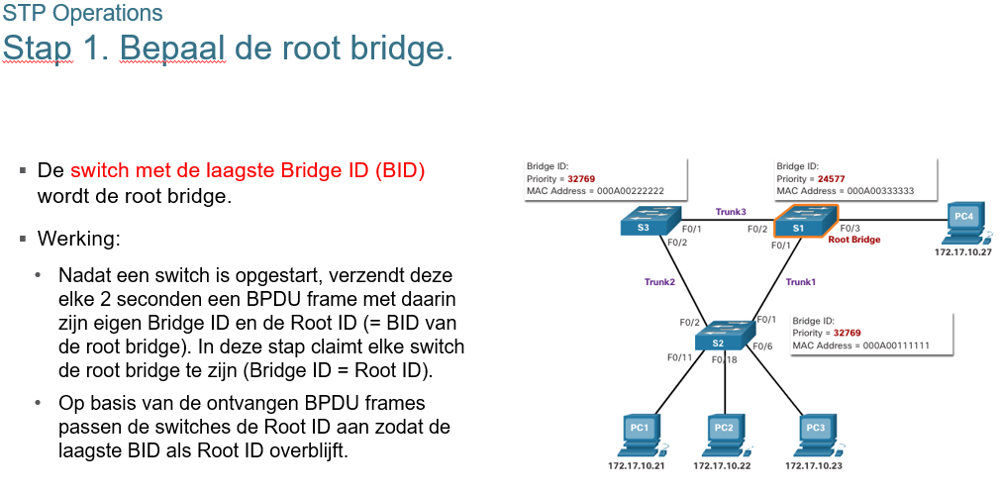 STP Operations
Stap 1. Bepaal de root bridge.
▪ De switch met de laagste Bridge ID (BID)
wordt de root bridge.
▪ Werking:
• Nadat een switch is opgestart, verzendt deze
elke 2 seconden een BPDU frame met daarin
zijn eigen Bridge ID en de Root ID (= BID van
de root bridge). In deze stap claimt elke switch
de root bridge te zijn (Bridge ID = Root ID).
• Op basis van de ontvangen BPDU frames
passen de switches de Root ID aan zodat de
laagste BID als Root ID overblijft.
Bridge ID:
Priority = 32769
MAC Address = 000A00222222
Bridge ID:
Priority = 24577
MAC Address = 000A00333333
Trunk3
S3
F0/1
F0/2
S1
F0/3
PC4
F0/2
F0/1
Root Bridge
172.17.10.27
Trunk2
Trunk1
F0/2
F0/1
Bridge ID:
Priority = 32769
MAC Address = 000A00111111
S2
F0/6
F0/11
F0/18
PC1
PC2
PC3
172.17.10.21
172.17.10.22
172.17.10.23